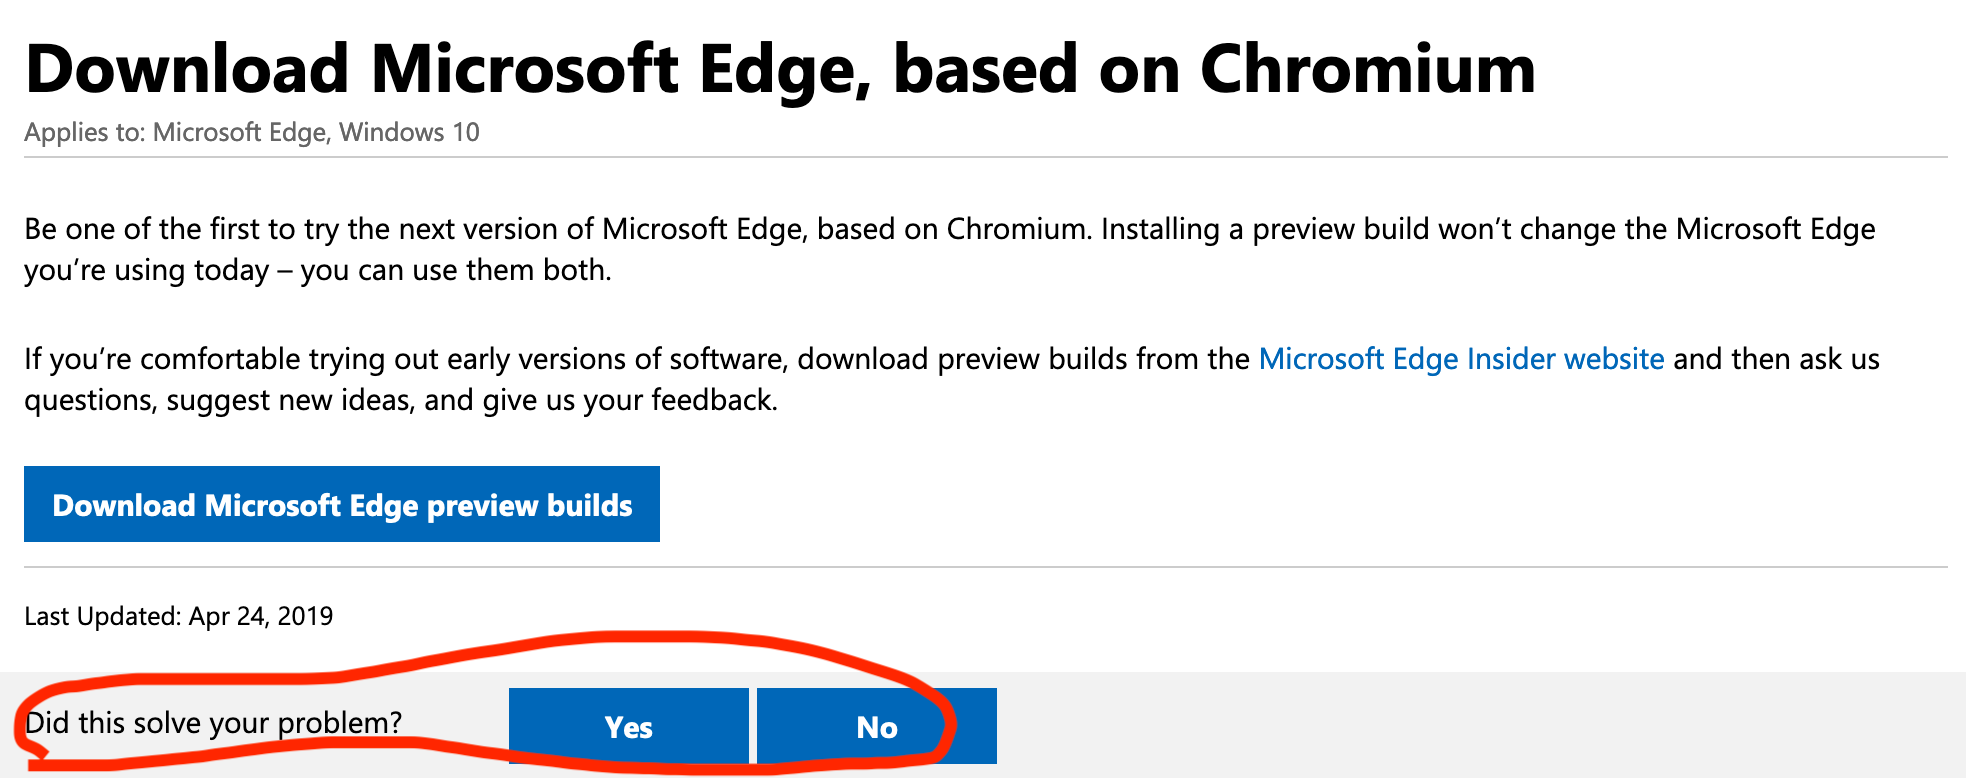 Download Microsoft Edge, based on Chromium
Applies to: Microsoft Edge, Windows 10
Be one of the first to try the next version of Microsoft Edge, based on Chromium. Installing a preview build won’t change the Microsoft Edge
you’re using today – you can use them both.
If you’re comfortable trying out early versions of software, download preview builds from the Microsoft Edge Insider website and then ask us
questions, suggest new ideas, and give us your feedback.
Download Microsoft Edge preview builds
Last Updated: Apr 24, 2019
Did this solve your problem? Yes No